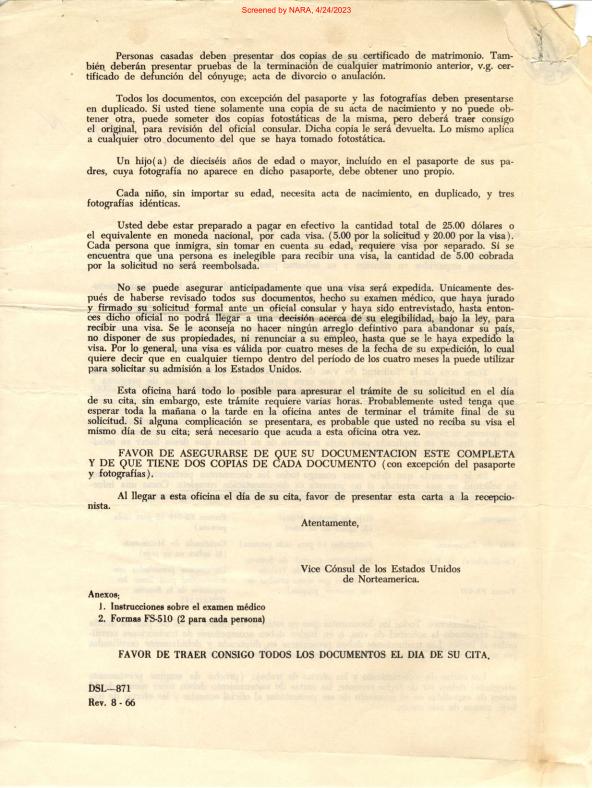 Screened by NARA, 4/24/2023
Personas casadas deben presentar dos copias de su certificado de matrimonio. Tam-
bién deberán presentar pruebas de la terminación de cualquier matrimonio anterior, v.g. cer-
tificado de defunción del cónyuge; acta de divorcio o anulación.
Todos los documentos, con excepción del pasaporte y las fotografías deben presentarse
en duplicado. Si usted tiene solamente una copia de su acta de nacimiento y no puede ob-
tener otra, puede someter dos copias fotostáticas de la misma, pero deberá traer consigo
el original, para revisión del oficial consular. Dicha copia le será devuelta. Lo mismo aplica
a cualquier otro documento del que se haya tomado fotostática.
Un hijo(a) de dieciséis años de edad o mayor, incluído en el pasaporte de sus pa-
dres, cuya fotografía no aparece en dicho pasaporte, debe obtener uno propio.
Cada niño, sin importar su edad, necesita acta de nacimiento, en duplicado, y tres
fotografías idénticas.
Usted debe estar preparado a pagar en efectivo la cantidad total de 25.00 dólares o
el equivalente en moneda nacional, por cada visa. (5.00 por la solicitud y 20.00 por la visa).
Cada persona que inmigra, sin tomar en cuenta su edad, requiere visa por separado. Si se
encuentra que una persona es inelegible para recibir una visa, la cantidad de 5.00 cobrada
por la solicitud no será reembolsada.
No se puede asegurar anticipadamente que una visa será expedida. Unicamente des-
pués de haberse revisado todos sus documentos, hecho su examen médico, que haya jurado
y firmado su solicitud formal ante un oficial consular y haya sido entrevistado, hasta enton-
ces dicho oficial no podrá llegar a una decisión acerca de su elegibilidad, bajo la ley, para
recibir una visa. Se le aconseja no hacer ningún arreglo defintivo para abandonar su país,
no disponer de sus propiedades, ni renunciar a su empleo, hasta que se le haya expedido la
visa. Por lo general, una visa es válida por cuatro meses de la fecha de su expedición, lo cual
quiere decir que en cualquier tiempo dentro del período de los cuatro meses la puede utilizar
para solicitar su admisión a los Estados Unidos.
Esta oficina hará todo lo posible para apresurar el trámite de su solicitud en el día
de su cita, sin embargo, este trámite requiere varias horas. Probablemente usted tenga que
esperar toda la mañana o la tarde en la oficina antes de terminar el trámite final de su
solicitud. Si alguna complicación se presentara, es probable que usted no reciba su visa el
mismo día de su cita; será necesario que acuda a esta oficina otra vez.
FAVOR DE ASEGURARSE DE QUE SU DOCUMENTACION ESTE COMPLETA
Y DE QUE TIENE DOS COPIAS DE CADA DOCUMENTO (con excepción del pasaporte
y fotografías).
Al llegar a esta oficina el día de su cita, favor de presentar esta carta a la recepcio-
nista.
Atentamente,
Vice Cónsul de los Estados Unidos
de Norteamerica.
Anexos:
1. Instrucciones sobre el examen médico
2. Formas FS-510 (2 para cada persona)
FAVOR DE TRAER CONSIGO TODOS LOS DOCUMENTOS EL DIA DE SU CITA.
DSL—871
Rev. 8 - 66